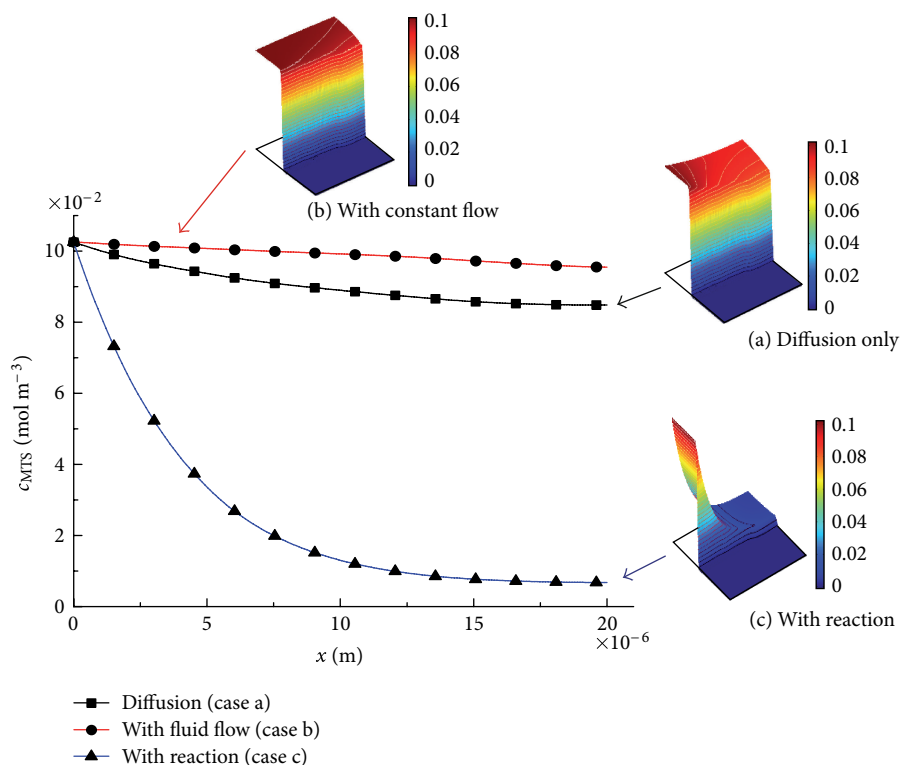 0.1
0.08
0.06
0.04
0.02
0
(b) With constant flow
0.1
0.08
0.06
0.04
0.02
0
(a) Diffusion only
0.1
0.08
0.06
0.04
0.02
0
(c) With reaction
×10⁻²
10
8
6
4
2
0
c_MTS (mol m⁻³)
0 5 10 15 20
×10⁻⁶
x (m)
Diffusion (case a)
With fluid flow (case b)
With reaction (case c)